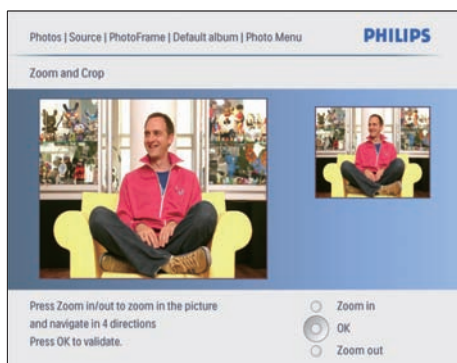 Photos | Source | PhotoFrame | Default album | Photo Menu
PHILIPS
Zoom and Crop
Press Zoom in/out to zoom in the picture
and navigate in 4 directions
Press OK to validate.
Zoom in
OK
Zoom out